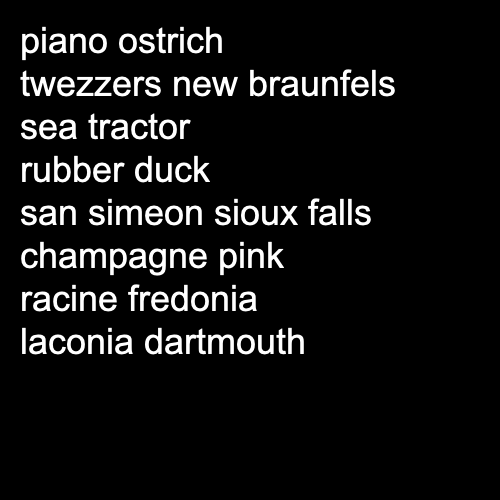 piano ostrich
twezzers new braunfels
sea tractor
rubber duck
san simeon sioux falls
champagne pink
racine fredonia
laconia dartmouth